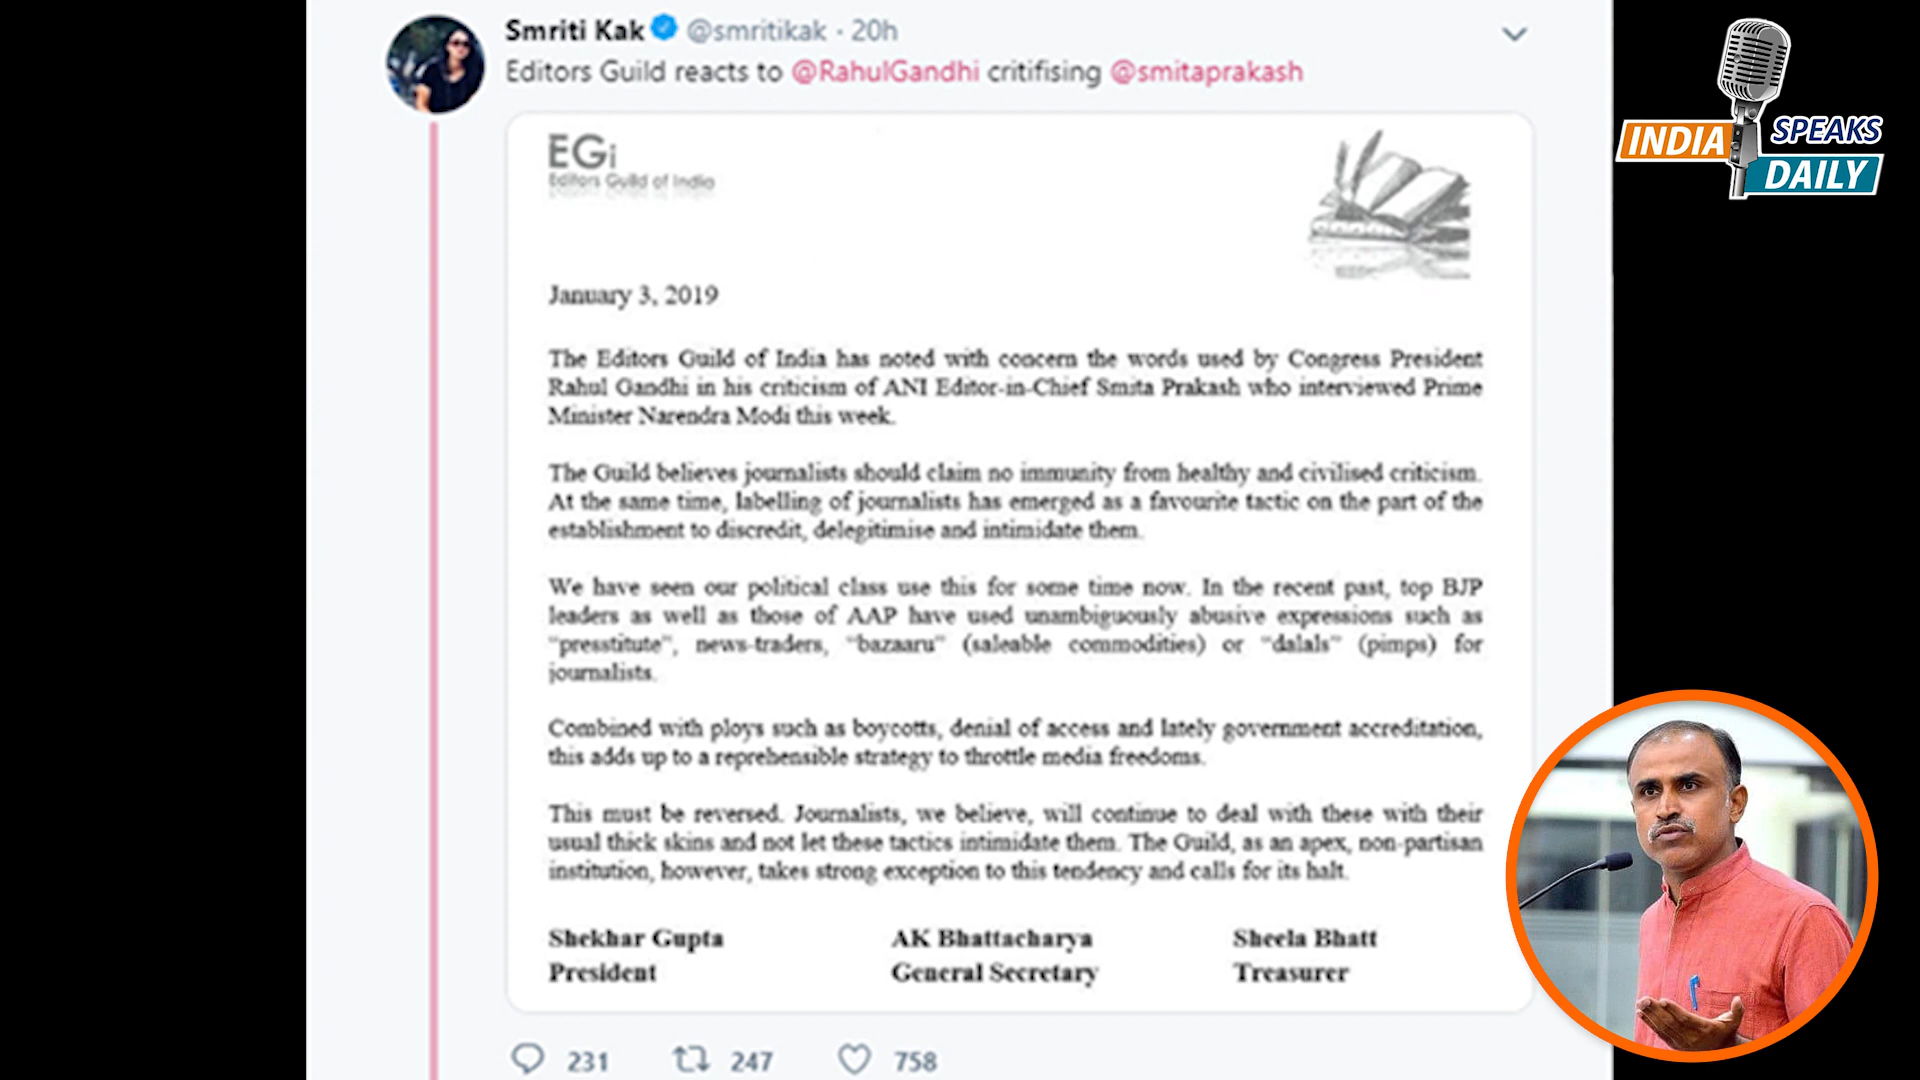 Smriti Kak @smritikak · 20h
Editors Guild reacts to @RahulGandhi critifising @smitaprakash
INDIA SPEAKS DAILY
EGi
Editors Guild of India
January 3, 2019
The Editors Guild of India has noted with concern the words used by Congress President
Rahul Gandhi in his criticism of ANI Editor-in-Chief Smita Prakash who interviewed Prime
Minister Narendra Modi this week.
The Guild believes journalists should claim no immunity from healthy and civilised criticism.
At the same time, labelling of journalists has emerged as a favourite tactic on the part of the
establishment to discredit, delegitimise and intimidate them.
We have seen our political class use this for some time now. In the recent past, top BJP
leaders as well as those of AAP have used unambiguously abusive expressions such as
"presstitute", news-traders, "bazaaru" (saleable commodities) or "dalals" (pimps) for
journalists.
Combined with ploys such as boycotts, denial of access and lately government accreditation,
this adds up to a reprehensible strategy to throttle media freedoms.
This must be reversed. Journalists, we believe, will continue to deal with these with their
usual thick skins and not let these tactics intimidate them. The Guild, as an apex, non-partisan
institution, however, takes strong exception to this tendency and calls for its halt.
Shekhar Gupta AK Bhattacharya Sheela Bhatt
President General Secretary Treasurer
231 247 758